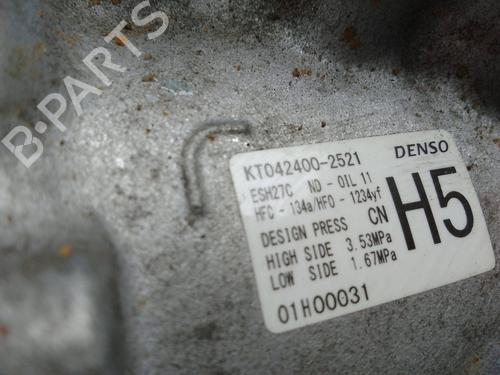 B-PARTS
KT042400-2521 DENSO
ESH27C ND-OIL 11
HFC-134a/HFO-1234yf
DESIGN PRESS CN H5
HIGH SIDE 3.53MPa
LOW SIDE 1.67MPa
01H00031